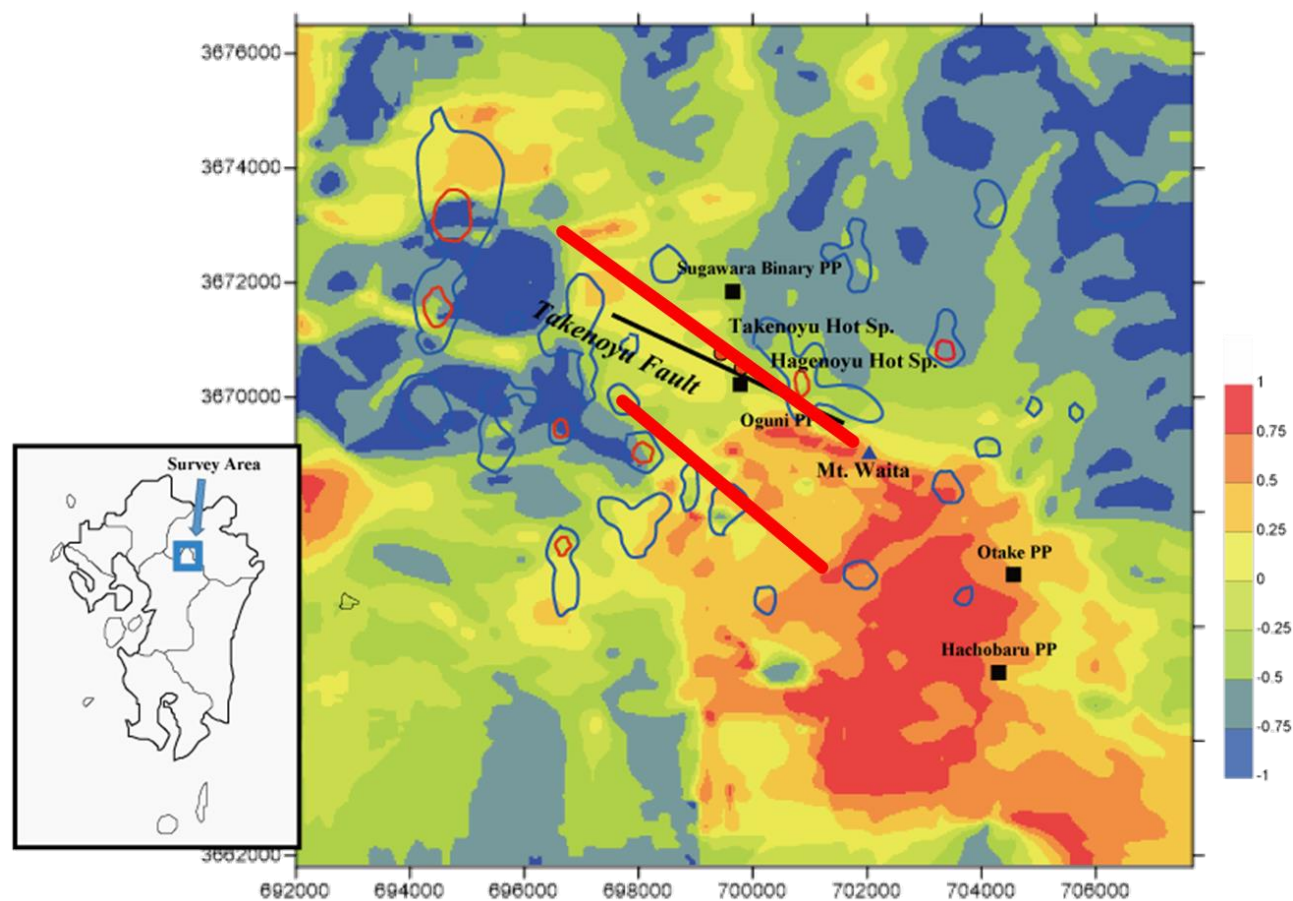 3676000
3674000
3672000
3670000
3662000
692000
694000
696000
698000
700000
702000
704000
706000
Sugawara Binary PP
Takenoyu Hot Sp.
Hagenoyu Hot Sp.
Takenoyu Fault
Oguni PP
Mt. Waita
Otake PP
Hachobaru PP
Survey Area
1
0.75
0.5
0.25
0
-0.25
-0.5
-0.75
-1